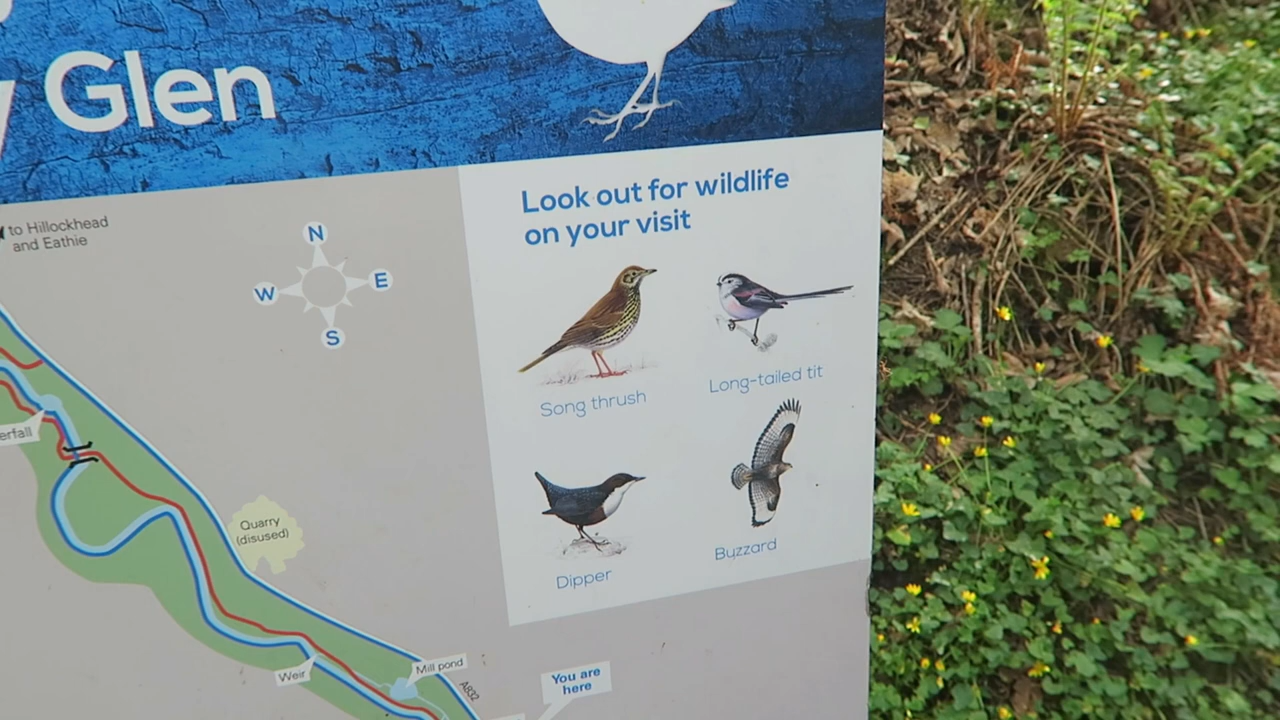 Glen
to Hillockhead
and Eathie
N
W
E
S
Look out for wildlife
on your visit
Song thrush
Long-tailed tit
Dipper
Buzzard
Quarry
(disused)
Weir
Mill pond
A832
You are
here